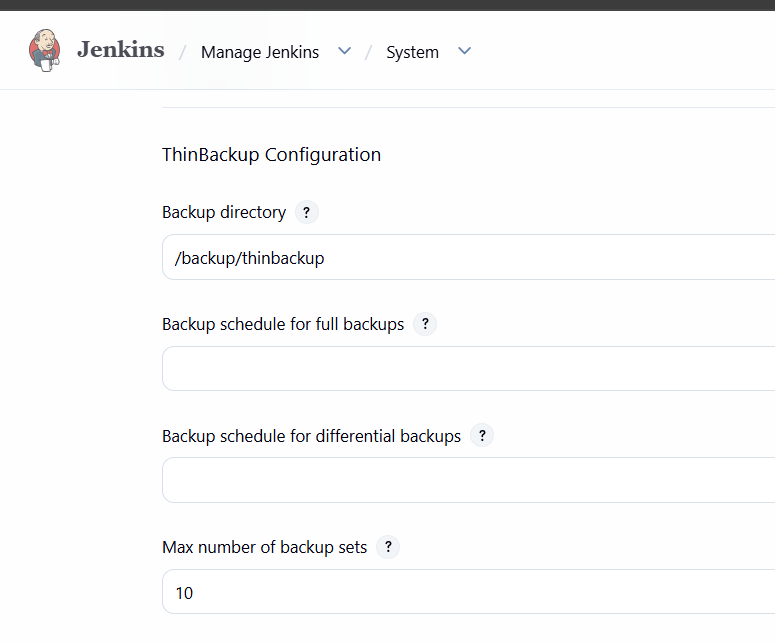 Jenkins / Manage Jenkins / System
ThinBackup Configuration
Backup directory ?
/backup/thinbackup
Backup schedule for full backups ?
Backup schedule for differential backups ?
Max number of backup sets ?
10